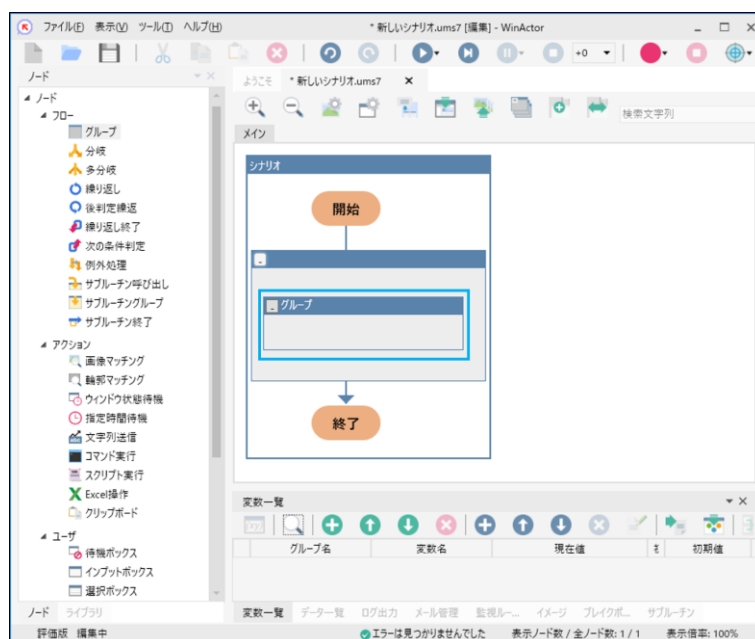 ファイル(F) 表示(V) ツール(T) ヘルプ(H) * 新しいシナリオ.ums7 [編集] - WinActor
+0
ノード
ようこそ * 新しいシナリオ.ums7
ノード
フロー
グループ
分岐
多分岐
繰り返し
後判定繰返
繰り返し終了
次の条件判定
例外処理
サブルーチン呼び出し
サブルーチングループ
サブルーチン終了
アクション
画像マッチング
輪郭マッチング
ウィンドウ状態待機
指定時間待機
文字列送信
コマンド実行
スクリプト実行
Excel操作
クリップボード
ユーザ
待機ボックス
インプットボックス
選択ボックス
ノード ライブラリ
検索文字列
メイン
シナリオ
開始
グループ
終了
変数一覧
グループ名 変数名 現在値 初期値
変数一覧 データ一覧 ログ出力 メール管理 監視ルー... イメージ ブレイクポ... サブルーチン
評価版 編集中 エラーは見つかりませんでした 表示ノード数 / 全ノード数: 1 / 1 表示倍率: 100%